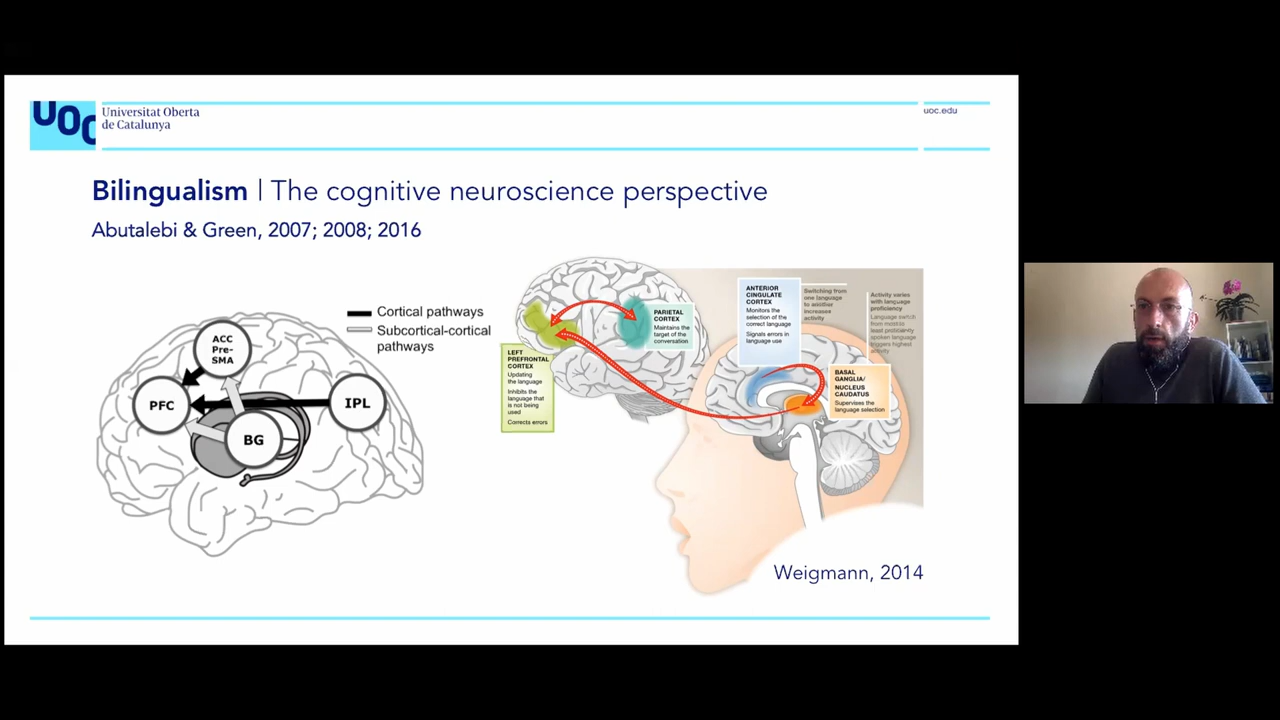 UOC
Universitat Oberta
de Catalunya
uoc.edu
Bilingualism | The cognitive neuroscience perspective
Abutalebi & Green, 2007; 2008; 2016
Cortical pathways
Subcortical-cortical
pathways
ACC
Pre-
SMA
PFC
IPL
BG
LEFT
PREFRONTAL
CORTEX
Updating
the language
Inhibits the
language that
is not being
used
Corrects errors
PARIETAL
CORTEX
Maintains the
target of the
conversation
ANTERIOR
CINGULATE
CORTEX
Monitors the
selection of the
correct language
Signals errors in
language use
Switching from
one language
to another
increases
activity
Activity varies
with language
proficiency
Language switch
from most to
least proficiently
spoken language
triggers highest
activity
BASAL
GANGLIA/
NUCLEUS
CAUDATUS
Supervises the
language selection
Weigmann, 2014